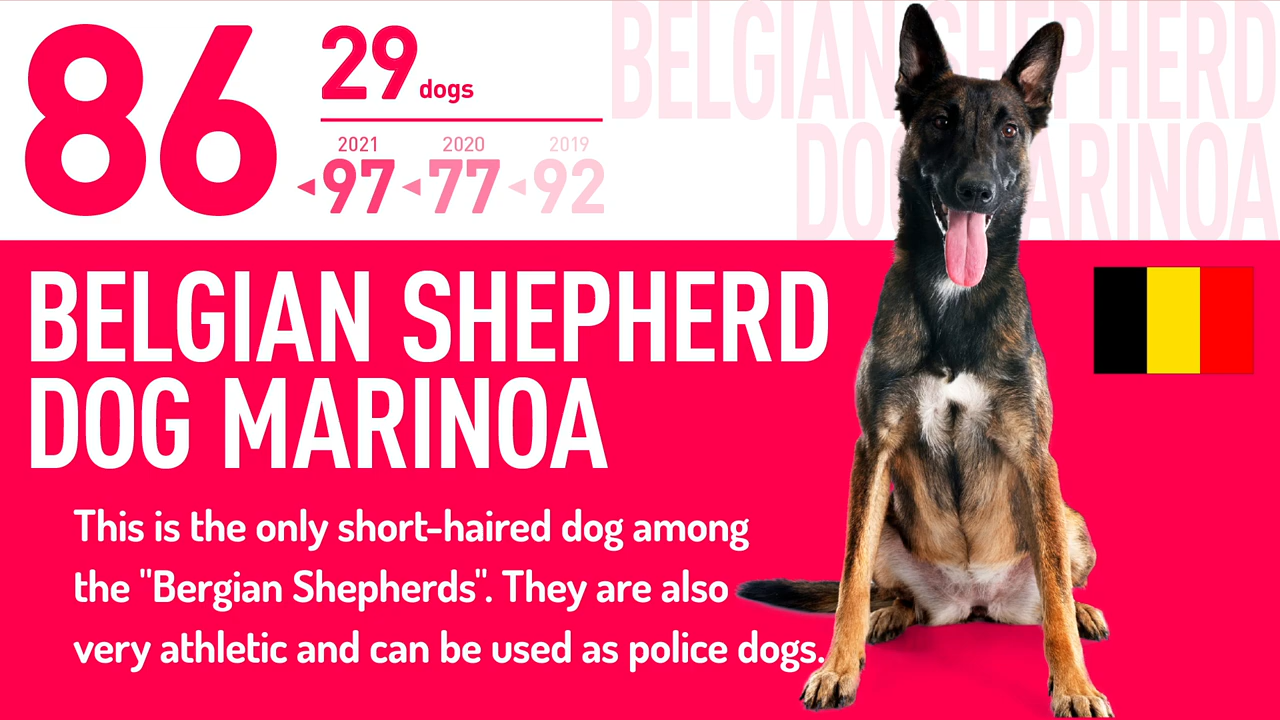 86
29 dogs
2021 2020 2019
◀97 ◀77 ◀92
BELGIAN SHEPHERD
DOG MARINOA
BELGIAN SHEPHERD
DOG MARINOA
This is the only short-haired dog among
the "Bergian Shepherds". They are also
very athletic and can be used as police dogs.